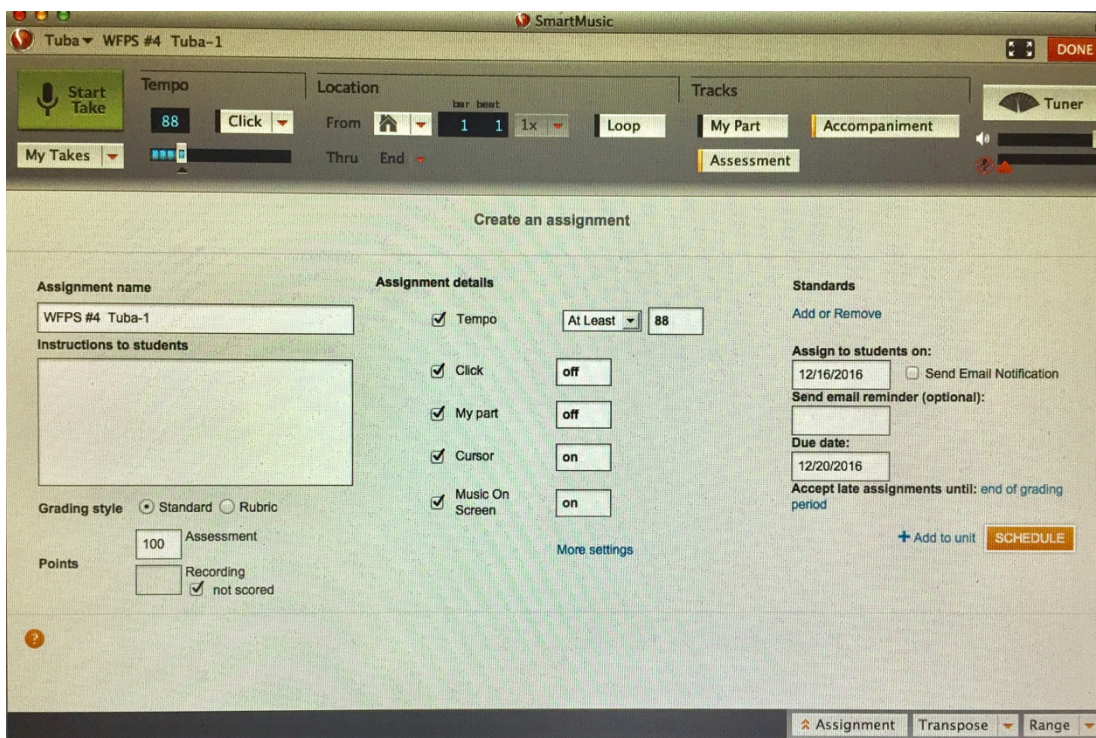 SmartMusic
Tuba WFPS #4 Tuba-1
DONE
Start
Take
My Takes
Tempo
88
Click
Location
From
bar beat
1 1
1x
Loop
Thru End
Tracks
My Part
Accompaniment
Assessment
Tuner
Create an assignment
Assignment name
WFPS #4 Tuba-1
Instructions to students
Grading style Standard Rubric
Points
100 Assessment
Recording
not scored
Assignment details
Tempo At Least 88
Click off
My part off
Cursor on
Music On
Screen
on
More settings
Standards
Add or Remove
Assign to students on:
12/16/2016 Send Email Notification
Send email reminder (optional):
Due date:
12/20/2016
Accept late assignments until: end of grading
period
+ Add to unit SCHEDULE
?
Assignment Transpose Range